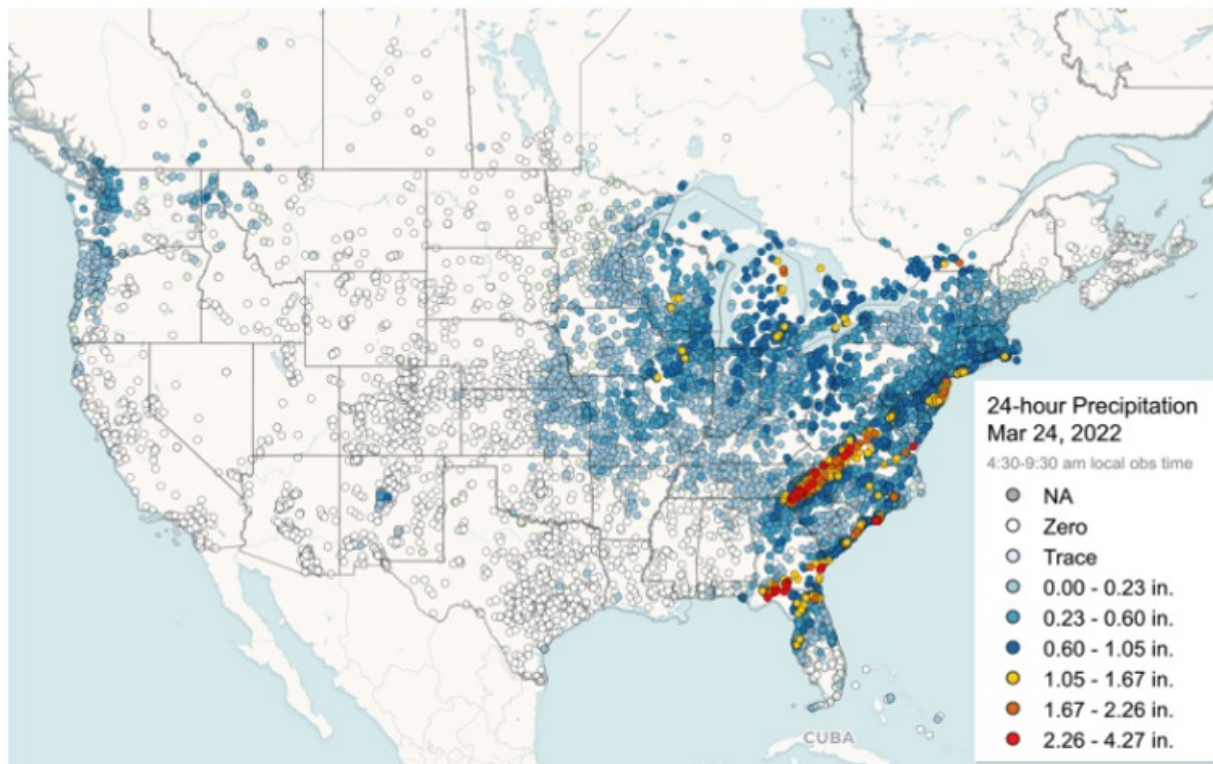 24-hour Precipitation
Mar 24, 2022
4:30-9:30 am local obs time
NA
Zero
Trace
0.00 - 0.23 in.
0.23 - 0.60 in.
0.60 - 1.05 in.
1.05 - 1.67 in.
1.67 - 2.26 in.
2.26 - 4.27 in.
CUBA